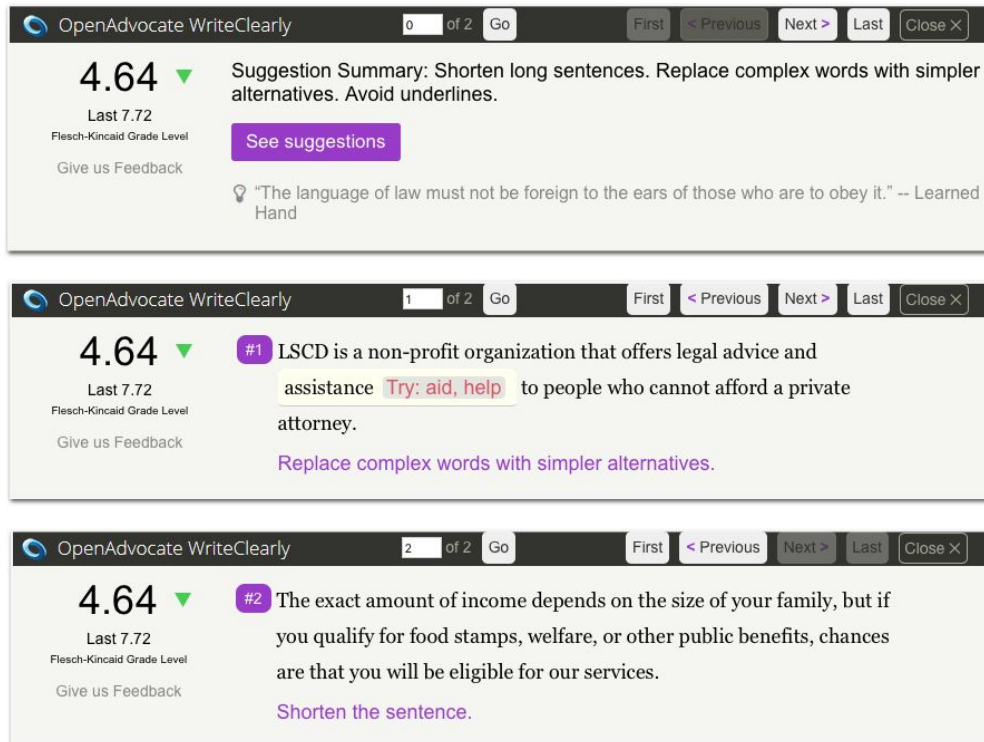 OpenAdvocate WriteClearly 0 of 2 Go First < Previous Next > Last Close ×
4.64
Last 7.72
Flesch-Kincaid Grade Level
Give us Feedback
Suggestion Summary: Shorten long sentences. Replace complex words with simpler
alternatives. Avoid underlines.
See suggestions
“The language of law must not be foreign to the ears of those who are to obey it.” -- Learned
Hand
OpenAdvocate WriteClearly 1 of 2 Go First < Previous Next > Last Close ×
4.64
Last 7.72
Flesch-Kincaid Grade Level
Give us Feedback
#1 LSCD is a non-profit organization that offers legal advice and
assistance Try: aid, help to people who cannot afford a private
attorney.
Replace complex words with simpler alternatives.
OpenAdvocate WriteClearly 2 of 2 Go First < Previous Next > Last Close ×
4.64
Last 7.72
Flesch-Kincaid Grade Level
Give us Feedback
#2 The exact amount of income depends on the size of your family, but if
you qualify for food stamps, welfare, or other public benefits, chances
are that you will be eligible for our services.
Shorten the sentence.